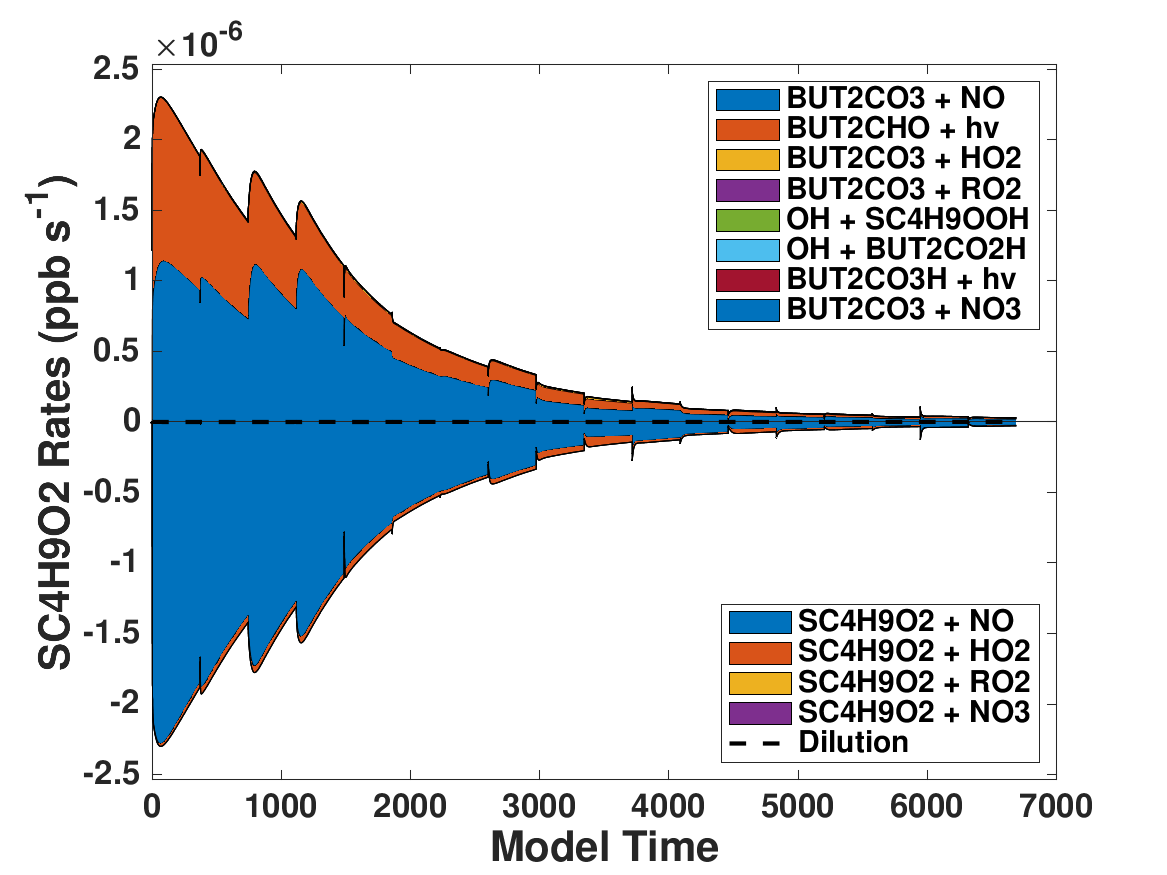 ×10-6
2.5
2
1.5
1
0.5
0
-0.5
-1
-1.5
-2
-2.5
SC4H9O2 Rates (ppb s-1)
BUT2CO3 + NO
BUT2CHO + hv
BUT2CO3 + HO2
BUT2CO3 + RO2
OH + SC4H9OOH
OH + BUT2CO2H
BUT2CO3H + hv
BUT2CO3 + NO3
SC4H9O2 + NO
SC4H9O2 + HO2
SC4H9O2 + RO2
SC4H9O2 + NO3
Dilution
0 1000 2000 3000 4000 5000 6000 7000
Model Time